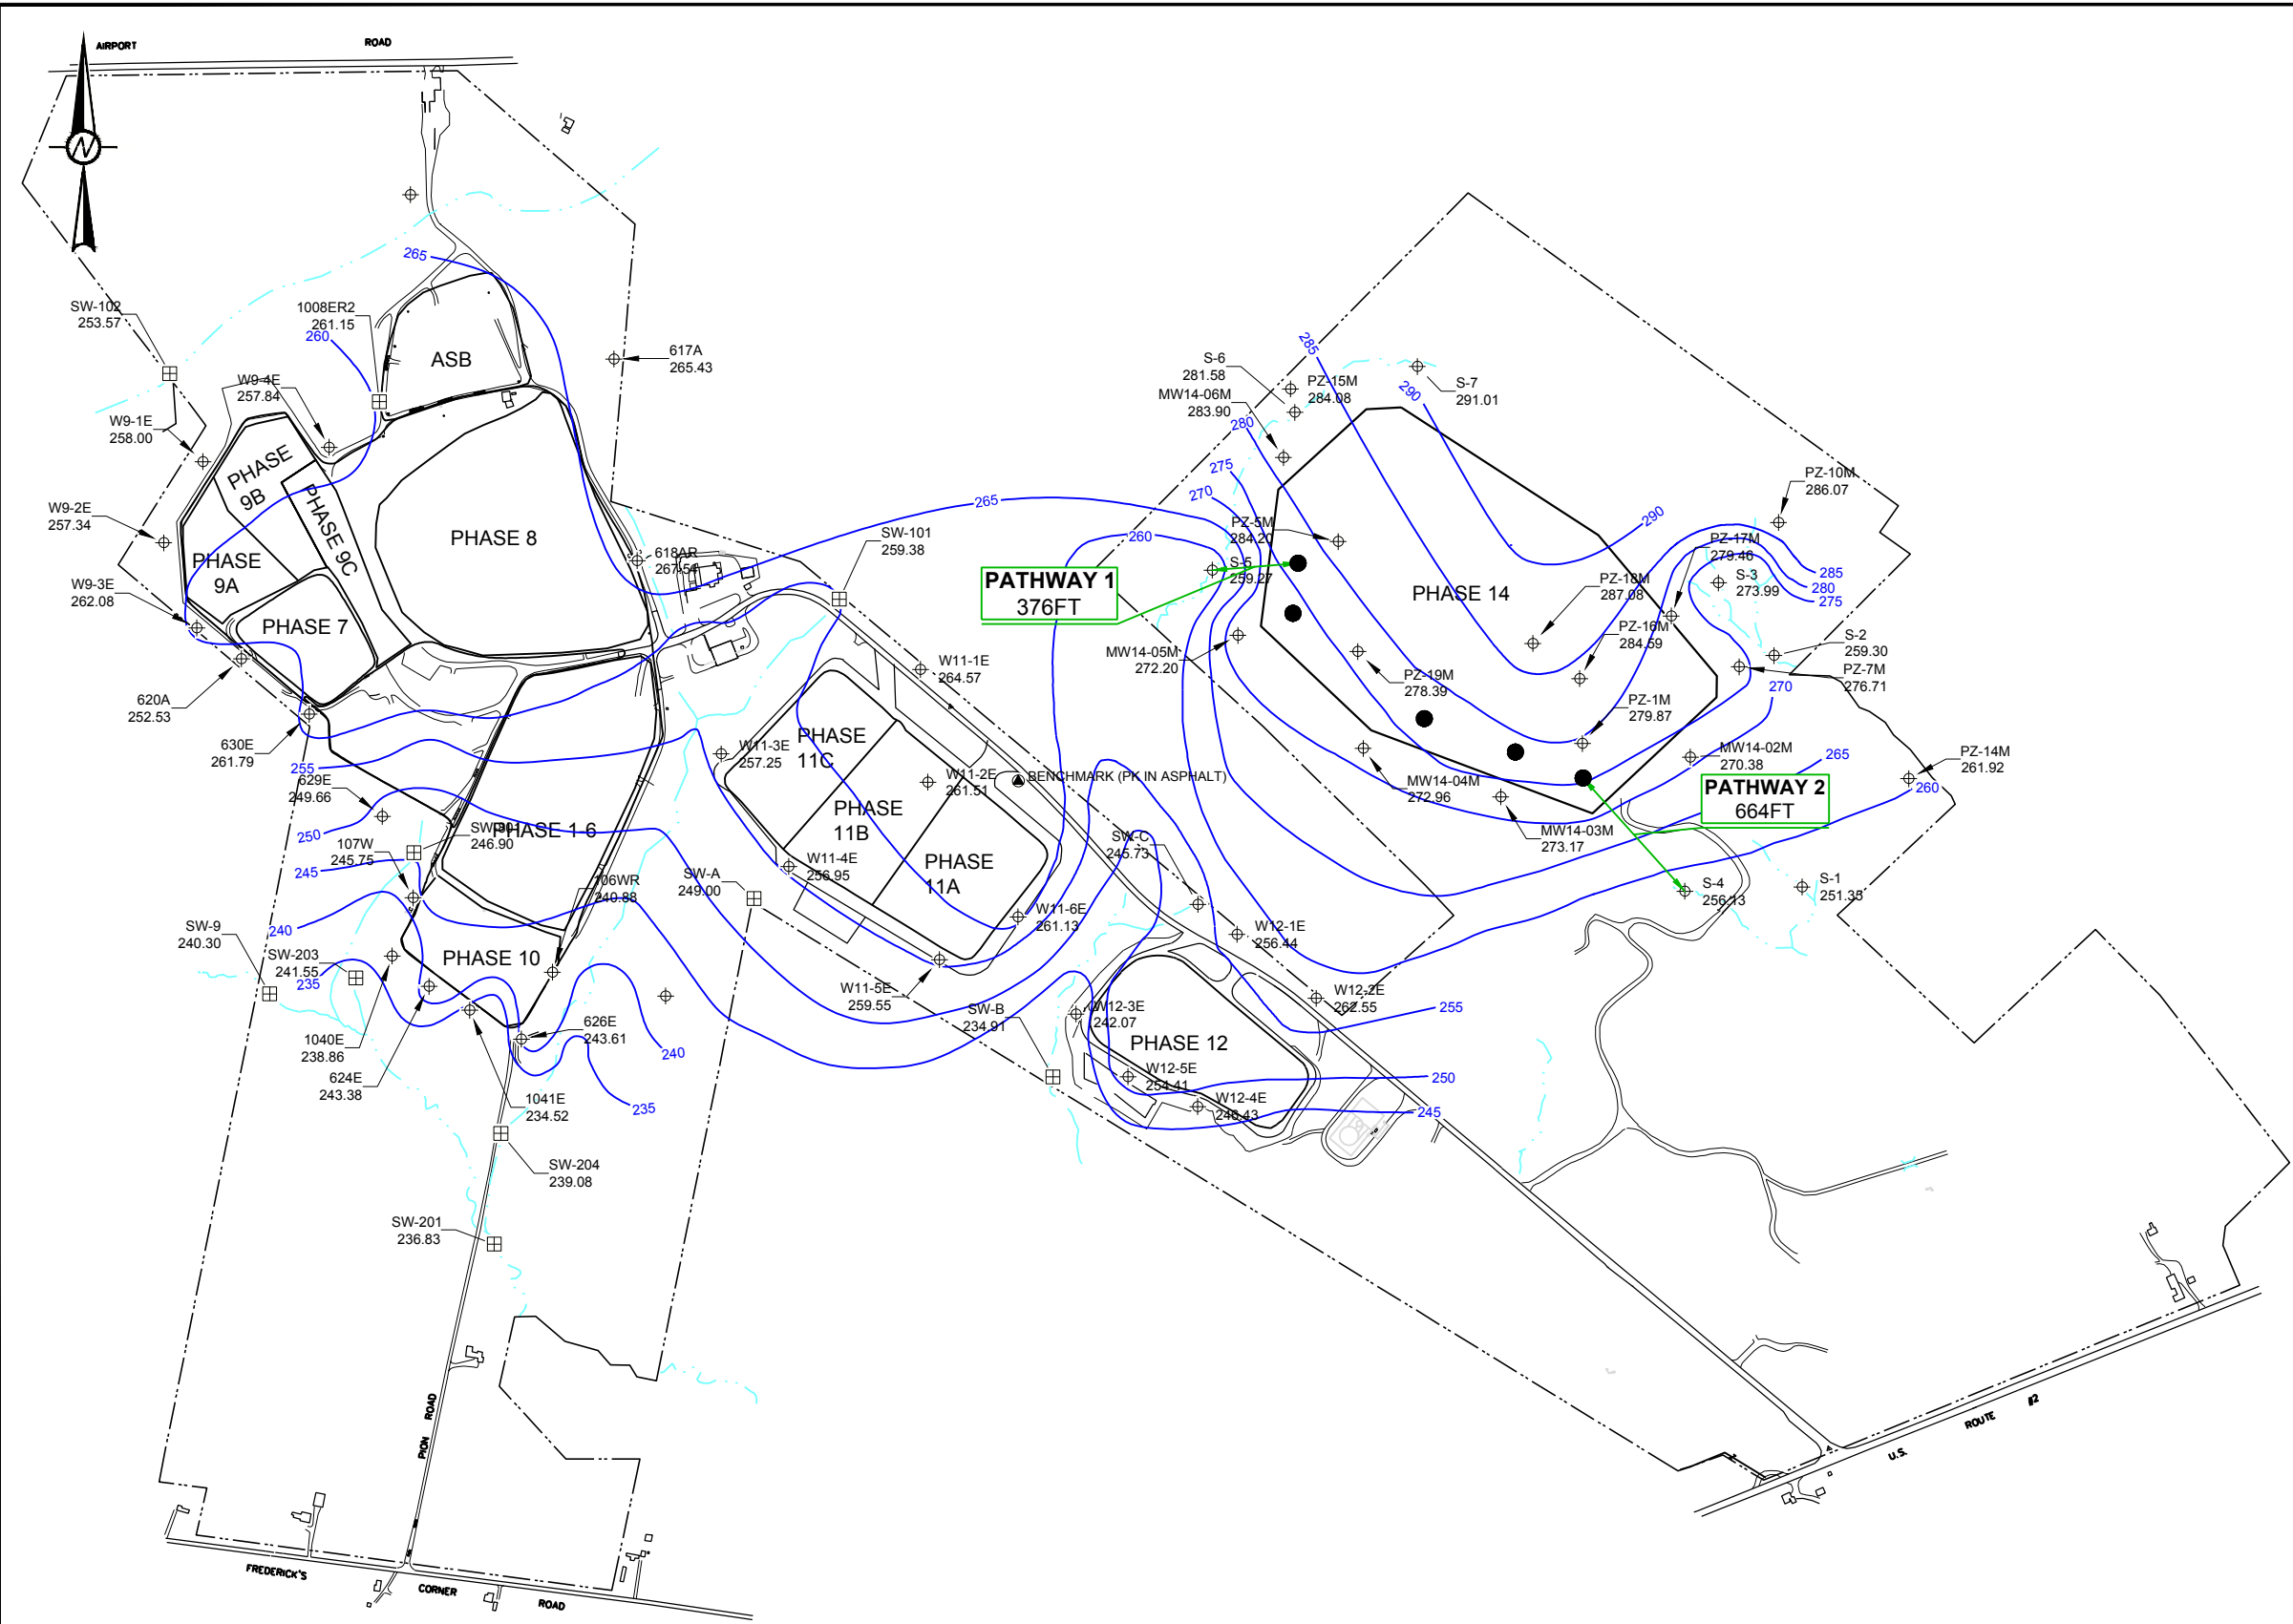 AIRPORT ROAD
N
265
SW-102
253.57
1008ER2
261.15
260
ASB
617A
265.43
W9-4E
257.84
W9-1E
258.00
PHASE
9B
PHASE 9C
W9-2E
257.34
PHASE
9A
PHASE 8
W9-3E
262.08
PHASE 7
618AR
267.54
620A
252.53
630E
261.79
255
629E
249.66
250
107W
245.75
245
SW-901
246.90
PHASE 1-6
106WR
240.88
240
SW-9
240.30
SW-203
241.55
235
PHASE 10
1040E
238.86
624E
243.38
1041E
234.52
626E
243.61
240
235
SW-204
239.08
SW-201
236.83
265
SW-101
259.38
W11-1E
264.57
W11-3E
257.25
PHASE
11C
W11-2E
261.51
BENCHMARK (PK IN ASPHALT)
PHASE
11B
PHASE
11A
W11-4E
256.95
SW-A
249.00
W11-6E
261.13
W11-5E
259.55
SW-C
245.73
W12-1E
256.44
W12-2E
262.55
255
SW-B
234.91
W12-3E
242.07
PHASE 12
W12-5E
254.41
W12-4E
246.43
250
245
PATHWAY 1
376FT
260
S-5
259.27
S-6
281.58
MW14-06M
283.90
PZ-15M
284.08
285
290
S-7
291.01
280
275
270
PZ-5M
284.20
MW14-05M
272.20
PHASE 14
290
PZ-10M
286.07
PZ-17M
279.46
S-3
273.99
285
280
275
PZ-18M
287.08
PZ-16M
284.59
S-2
259.30
PZ-7M
276.71
270
PZ-19M
278.39
PZ-1M
279.87
MW14-02M
270.38
265
PZ-14M
261.92
260
MW14-04M
272.96
MW14-03M
273.17
PATHWAY 2
664FT
S-4
256.13
S-1
251.35
PION ROAD
FREDERICK'S CORNER ROAD
U.S. ROUTE #2